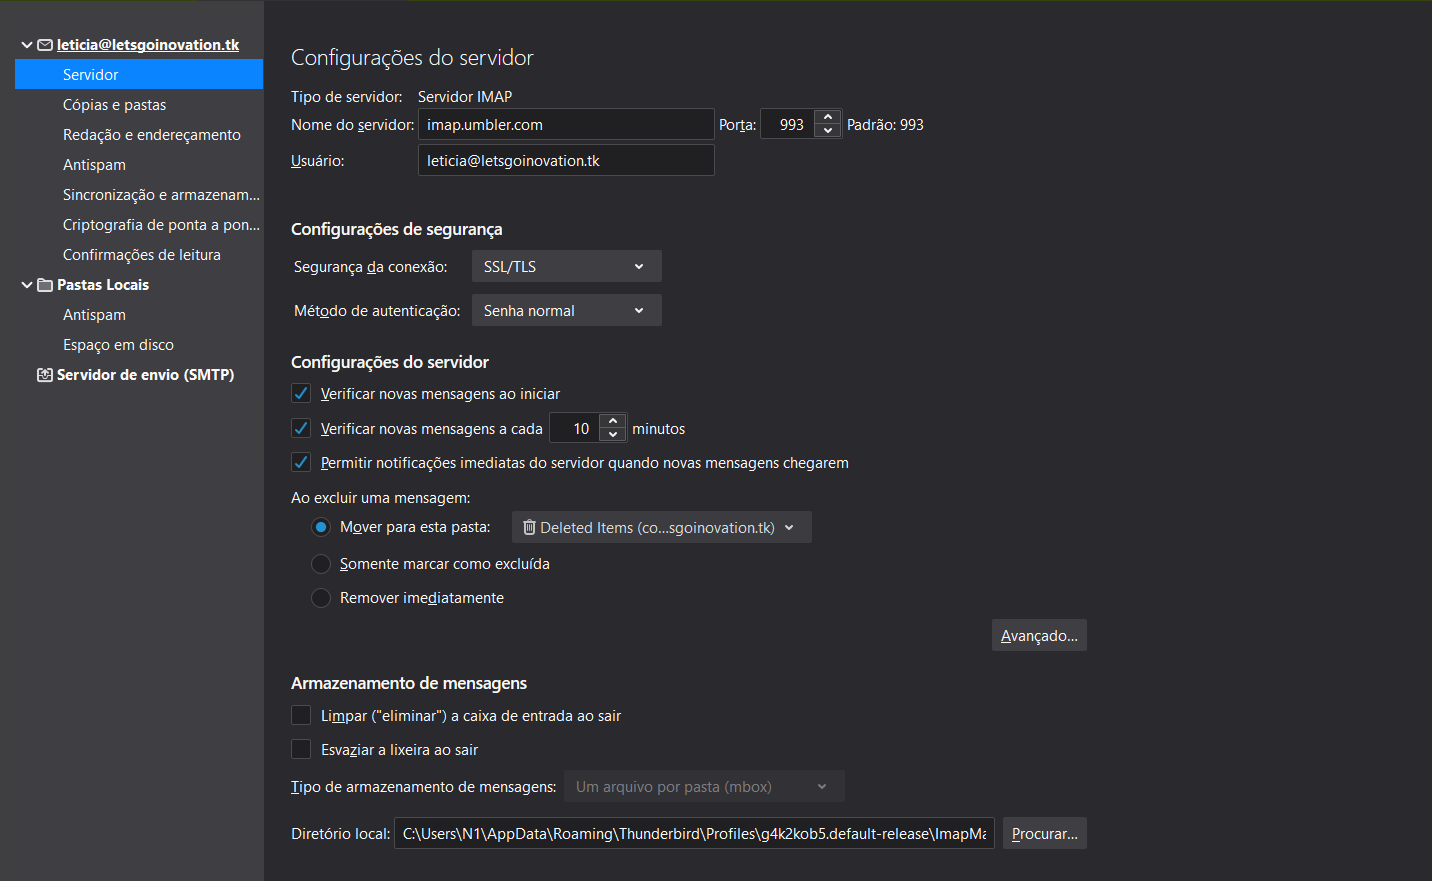 leticia@letsgoinovation.tk
Servidor
Cópias e pastas
Redação e endereçamento
Antispam
Sincronização e armazenam...
Criptografia de ponta a pon...
Confirmações de leitura
Pastas Locais
Antispam
Espaço em disco
Servidor de envio (SMTP)
Configurações do servidor
Tipo de servidor: Servidor IMAP
Nome do servidor: imap.umbler.com Porta: 993 Padrão: 993
Usuário: leticia@letsgoinovation.tk
Configurações de segurança
Segurança da conexão: SSL/TLS
Método de autenticação: Senha normal
Configurações do servidor
Verificar novas mensagens ao iniciar
Verificar novas mensagens a cada 10 minutos
Permitir notificações imediatas do servidor quando novas mensagens chegarem
Ao excluir uma mensagem:
Mover para esta pasta: Deleted Items (co...sgoinovation.tk)
Somente marcar como excluída
Remover imediatamente
Avançado...
Armazenamento de mensagens
Limpar ("eliminar") a caixa de entrada ao sair
Esvaziar a lixeira ao sair
Tipo de armazenamento de mensagens: Um arquivo por pasta (mbox)
Diretório local: C:\Users\N1\AppData\Roaming\Thunderbird\Profiles\g4k2kob5.default-release\ImapMa Procurar...